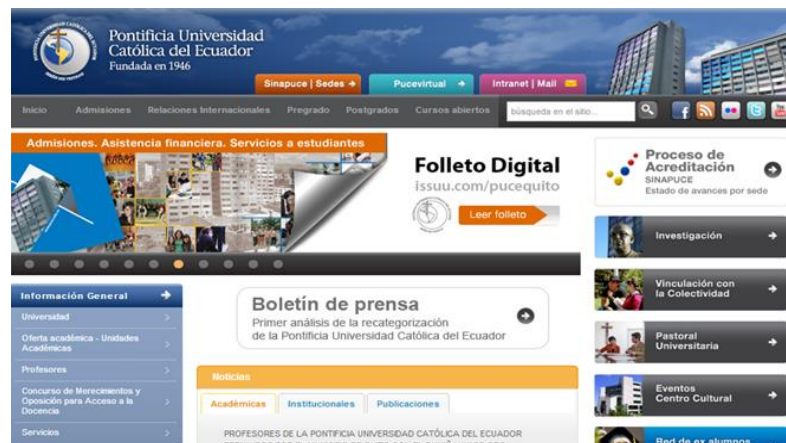 Pontificia Universidad
Católica del Ecuador
Fundada en 1946
Sinapuce | Sedes
Pucevirtual
Intranet | Mail
Inicio Admisiones Relaciones Internacionales Pregrado Postgrados Cursos abiertos búsqueda en el sitio...
Admisiones. Asistencia financiera. Servicios a estudiantes
Folleto Digital
issuu.com/pucequito
Leer folleto
Proceso de
Acreditación
SINAPUCE
Estado de avances por sede
Investigación
Vinculación con
la Colectividad
Pastoral
Universitaria
Eventos
Centro Cultural
Red de ex alumnos
Información General
Universidad
Oferta académica - Unidades
Académicas
Profesores
Concurso de Merecimientos y
Oposición para Acceso a la
Docencia
Servicios
Boletín de prensa
Primer análisis de la recategorización
de la Pontificia Universidad Católica del Ecuador
Noticias
Académicas Institucionales Publicaciones
PROFESORES DE LA PONTIFICIA UNIVERSIDAD CATÓLICA DEL ECUADOR